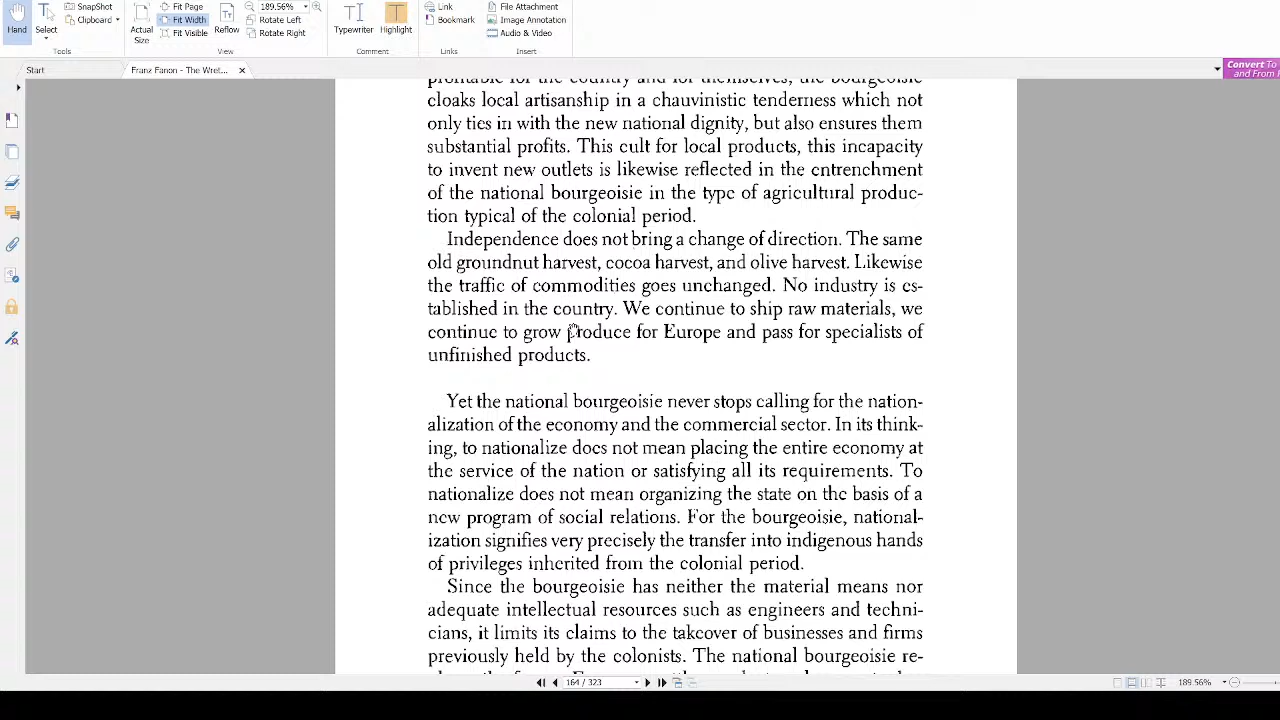 SnapShot
Clipboard
Hand
Select
Tools
Actual Size
Fit Page
Fit Width
Fit Visible
Reflow
189.56%
Rotate Left
Rotate Right
View
Typewriter
Highlight
Comment
Link
Bookmark
Links
File Attachment
Image Annotation
Audio & Video
Insert
Start
Franz Fanon - The Wret...
Convert To
and From
cloaks local artisanship in a chauvinistic tenderness which not
only ties in with the new national dignity, but also ensures them
substantial profits. This cult for local products, this incapacity
to invent new outlets is likewise reflected in the entrenchment
of the national bourgeoisie in the type of agricultural produc-
tion typical of the colonial period.
Independence does not bring a change of direction. The same
old groundnut harvest, cocoa harvest, and olive harvest. Likewise
the traffic of commodities goes unchanged. No industry is es-
tablished in the country. We continue to ship raw materials, we
continue to grow produce for Europe and pass for specialists of
unfinished products.
Yet the national bourgeoisie never stops calling for the nation-
alization of the economy and the commercial sector. In its think-
ing, to nationalize does not mean placing the entire economy at
the service of the nation or satisfying all its requirements. To
nationalize does not mean organizing the state on the basis of a
new program of social relations. For the bourgeoisie, national-
ization signifies very precisely the transfer into indigenous hands
of privileges inherited from the colonial period.
Since the bourgeoisie has neither the material means nor
adequate intellectual resources such as engineers and techni-
cians, it limits its claims to the takeover of businesses and firms
previously held by the colonists. The national bourgeoisie re-
164 / 323
189.56%